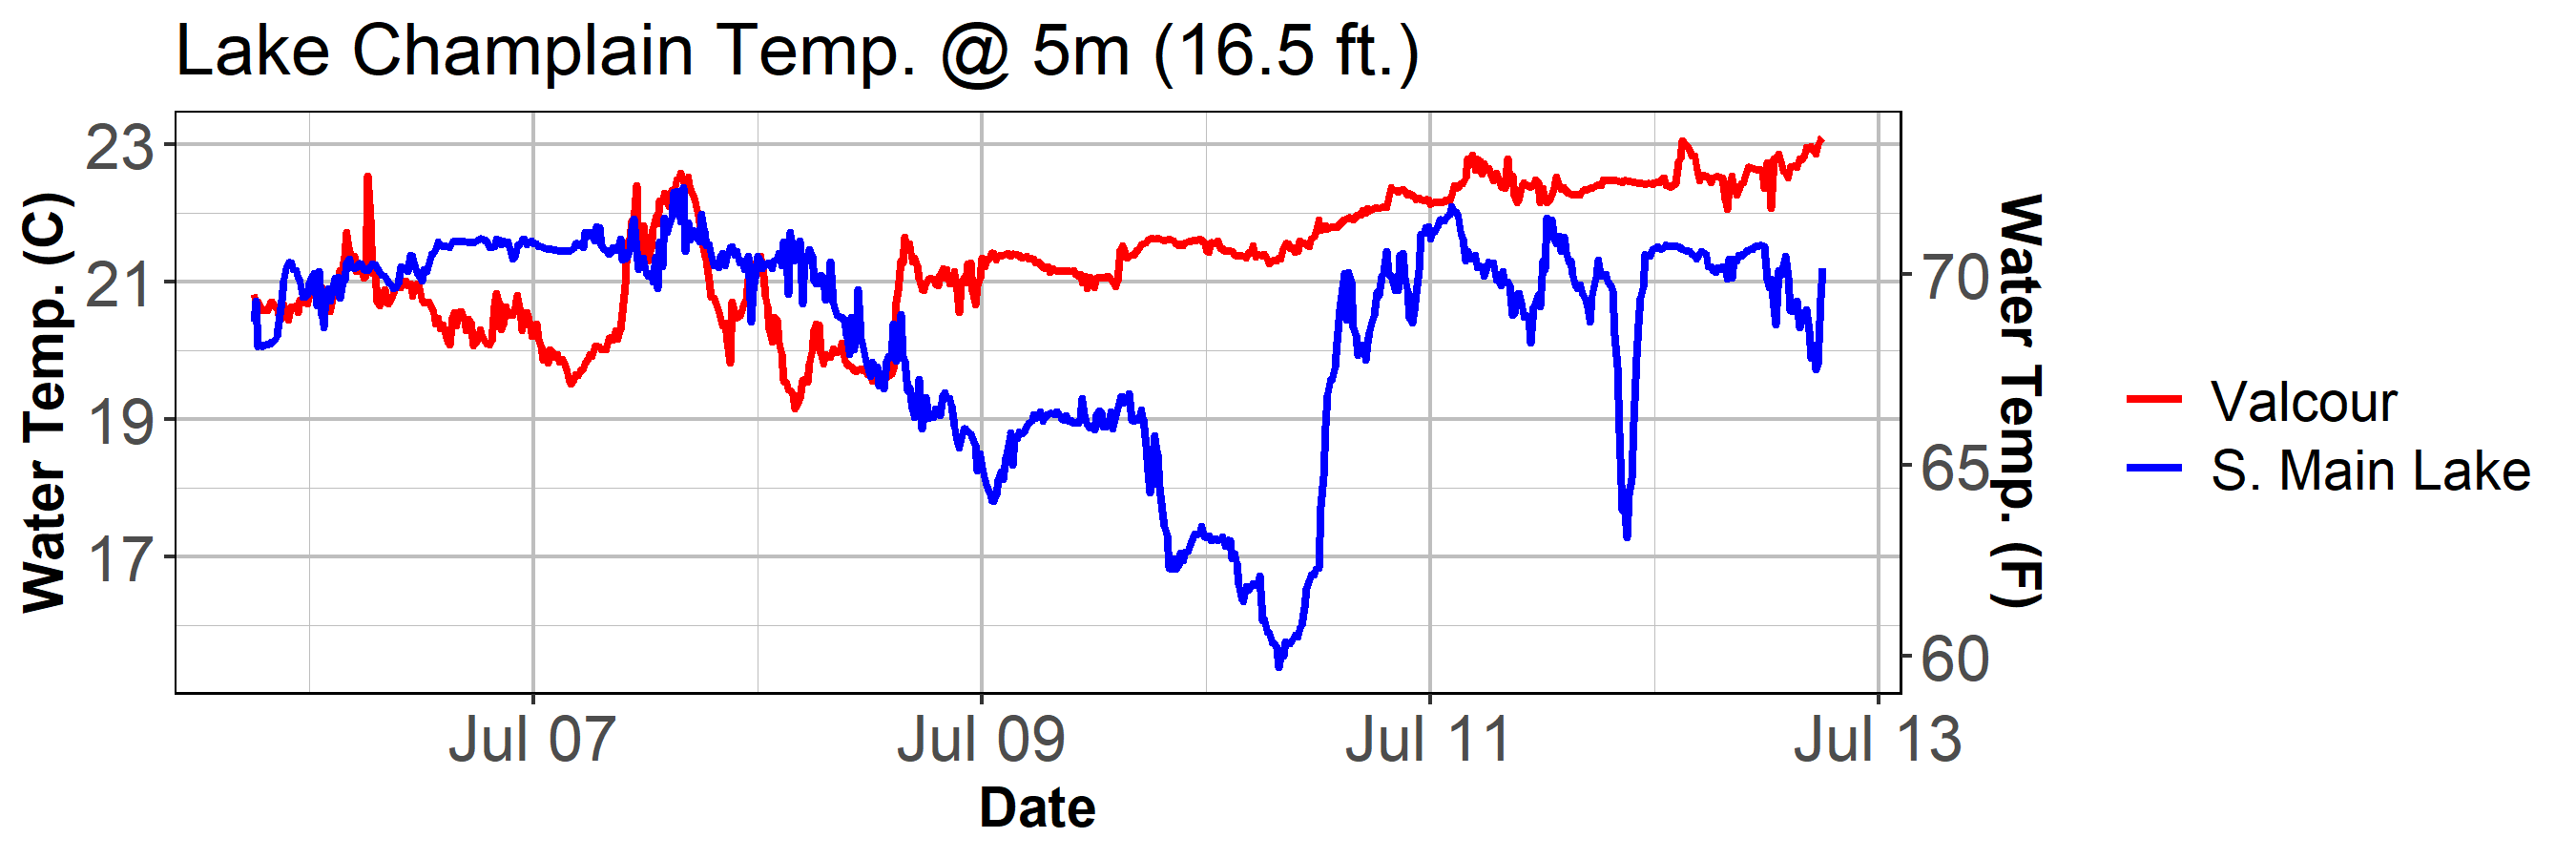 Lake Champlain Temp. @ 5m (16.5 ft.)
Water Temp. (C)
23
21
19
17
70
65
60
Water Temp. (F)
Jul 07 Jul 09 Jul 11 Jul 13
Date
Valcour
S. Main Lake